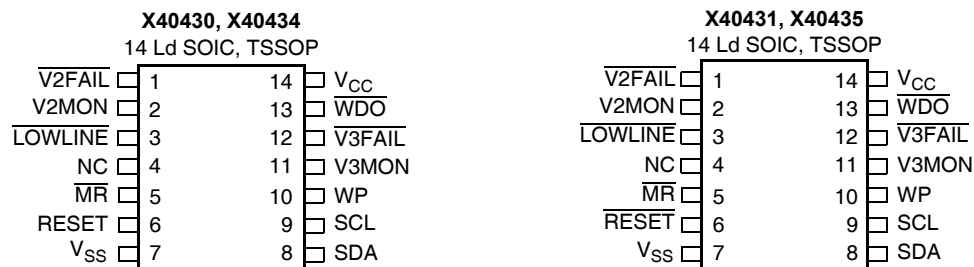 X40430, X40434
14 Ld SOIC, TSSOP
V2FAIL 1 14 VCC
V2MON 2 13 WDO
LOWLINE 3 12 V3FAIL
NC 4 11 V3MON
MR 5 10 WP
RESET 6 9 SCL
VSS 7 8 SDA
X40431, X40435
14 Ld SOIC, TSSOP
V2FAIL 1 14 VCC
V2MON 2 13 WDO
LOWLINE 3 12 V3FAIL
NC 4 11 V3MON
MR 5 10 WP
RESET 6 9 SCL
VSS 7 8 SDA